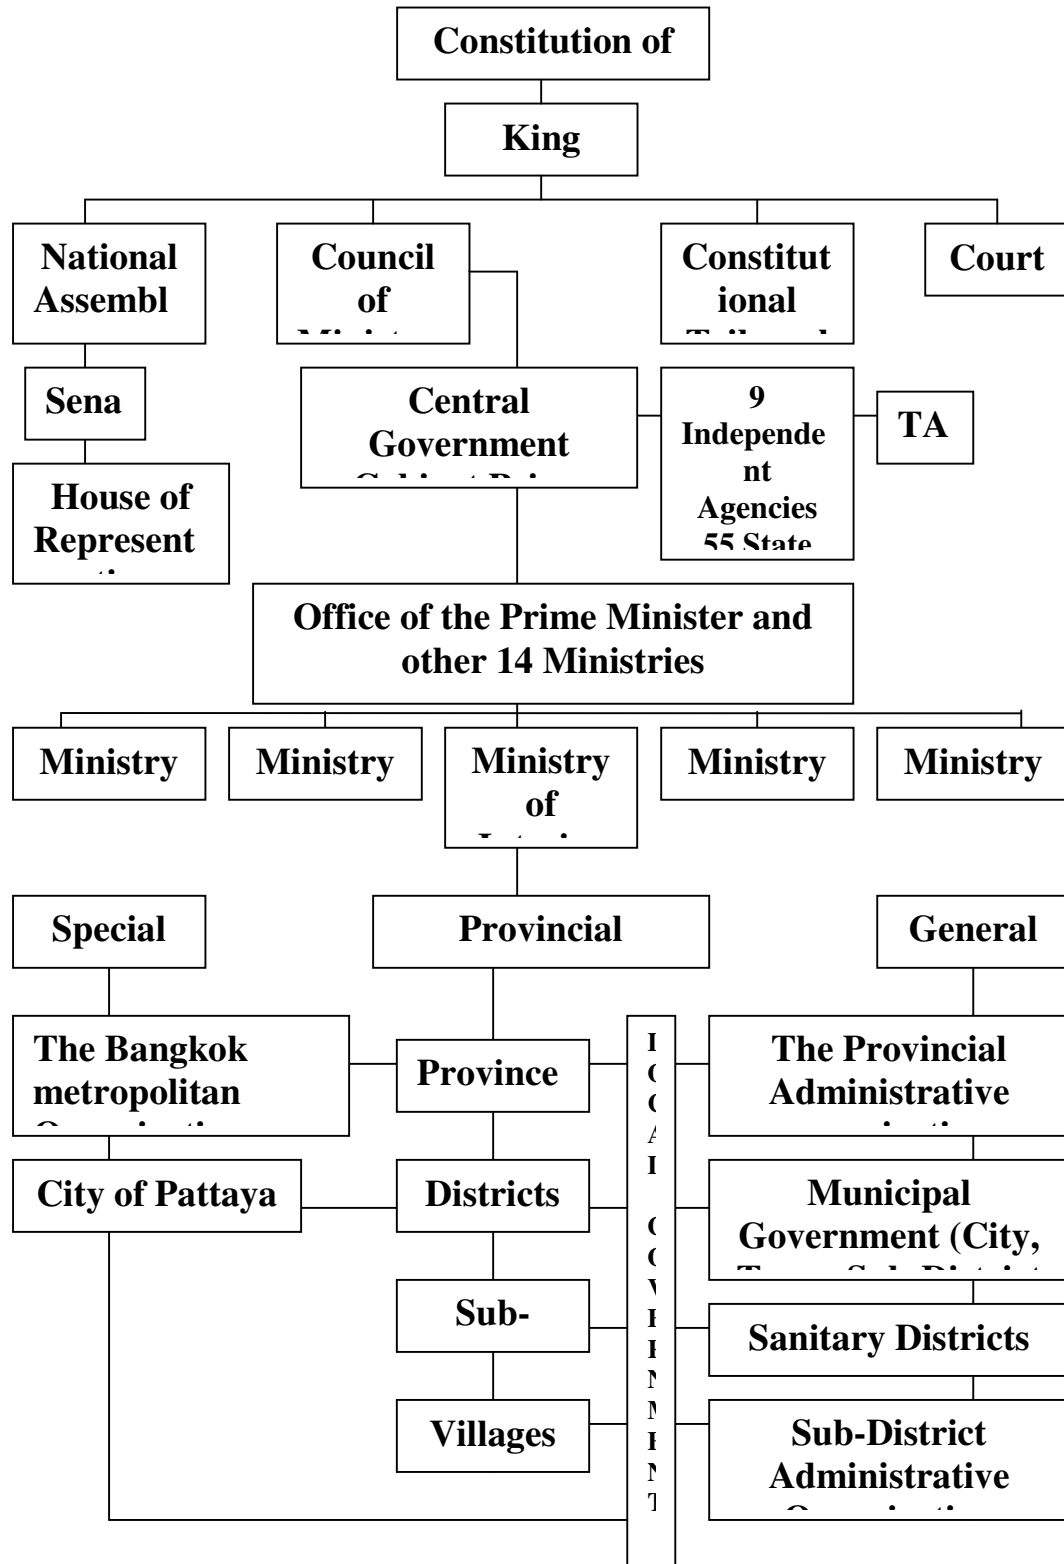 Constitution of
King
National
Assembl
Council
of
Constitut
ional
Court
Sena
House of
Represent
Central
Government
9
Independe
nt
Agencies
55 State
TA
Office of the Prime Minister and
other 14 Ministries
Ministry
Ministry
Ministry
of
Ministry
Ministry
Special
Provincial
General
The Bangkok
metropolitan
Province
The Provincial
Administrative
City of Pattaya
Districts
Municipal
Government (City,
Sub-
Sanitary Districts
Villages
Sub-District
Administrative